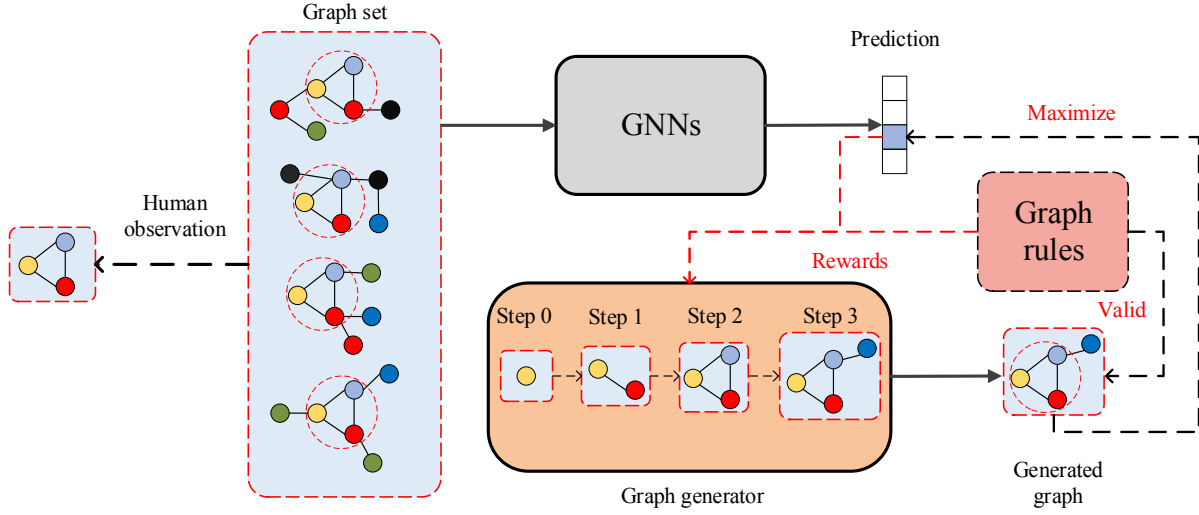 Graph set
Prediction
GNNs
Maximize
Human
observation
Graph
rules
Rewards
Valid
Step 0
Step 1
Step 2
Step 3
Graph generator
Generated
graph